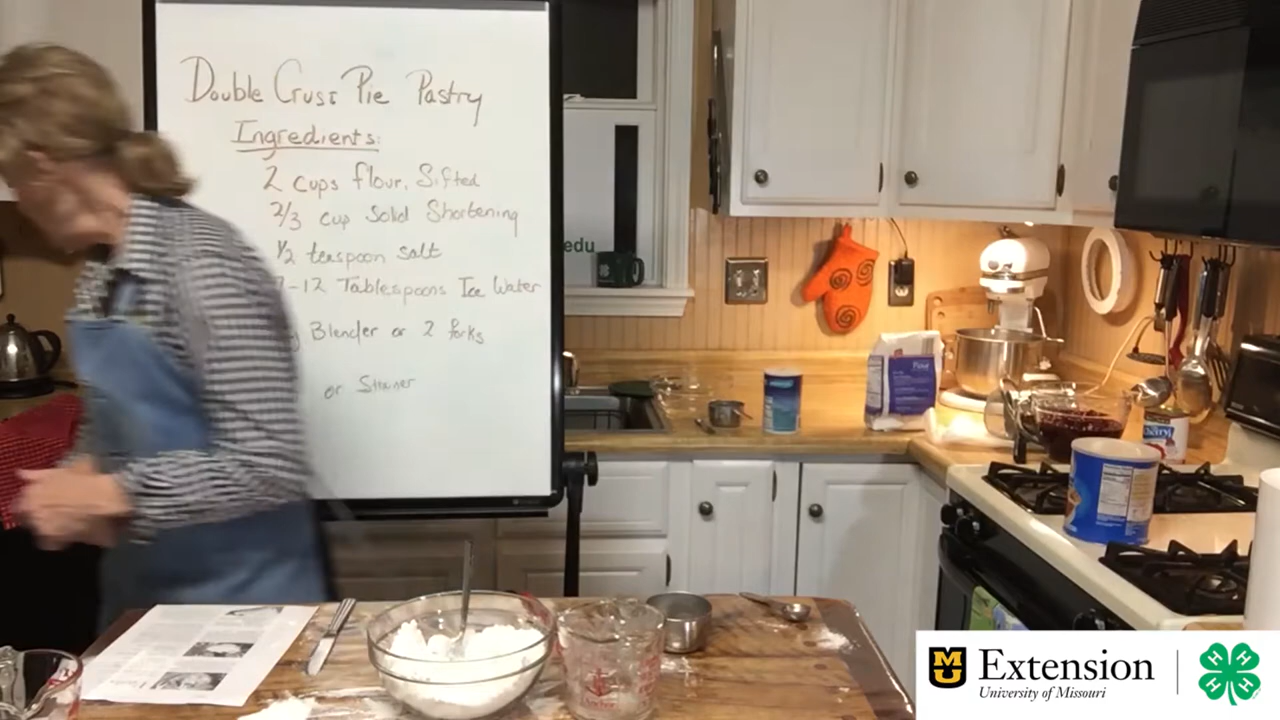 Double Crust Pie Pastry
Ingredients:
2 cups flour, Sifted
2/3 cup Solid Shortening
1/2 teaspoon salt
-12 Tablespoons Ice Water
Blender or 2 forks
or Strainer
edu
MU
Extension
University of Missouri
H H H H